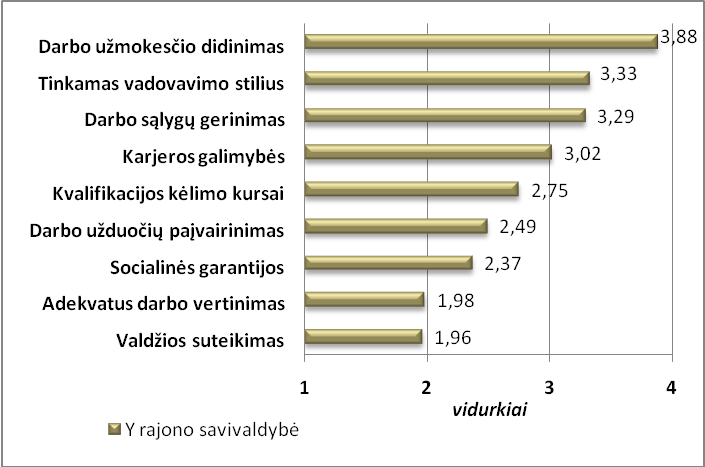 Darbo užmokesčio didinimas 3,88
Tinkamas vadovavimo stilius 3,33
Darbo sąlygų gerinimas 3,29
Karjeros galimybės 3,02
Kvalifikacijos kėlimo kursai 2,75
Darbo užduočių paįvairinimas 2,49
Socialinės garantijos 2,37
Adekvatus darbo vertinimas 1,98
Valdžios suteikimas 1,96
1 2 3 4
vidurkiai
Y rajono savivaldybė